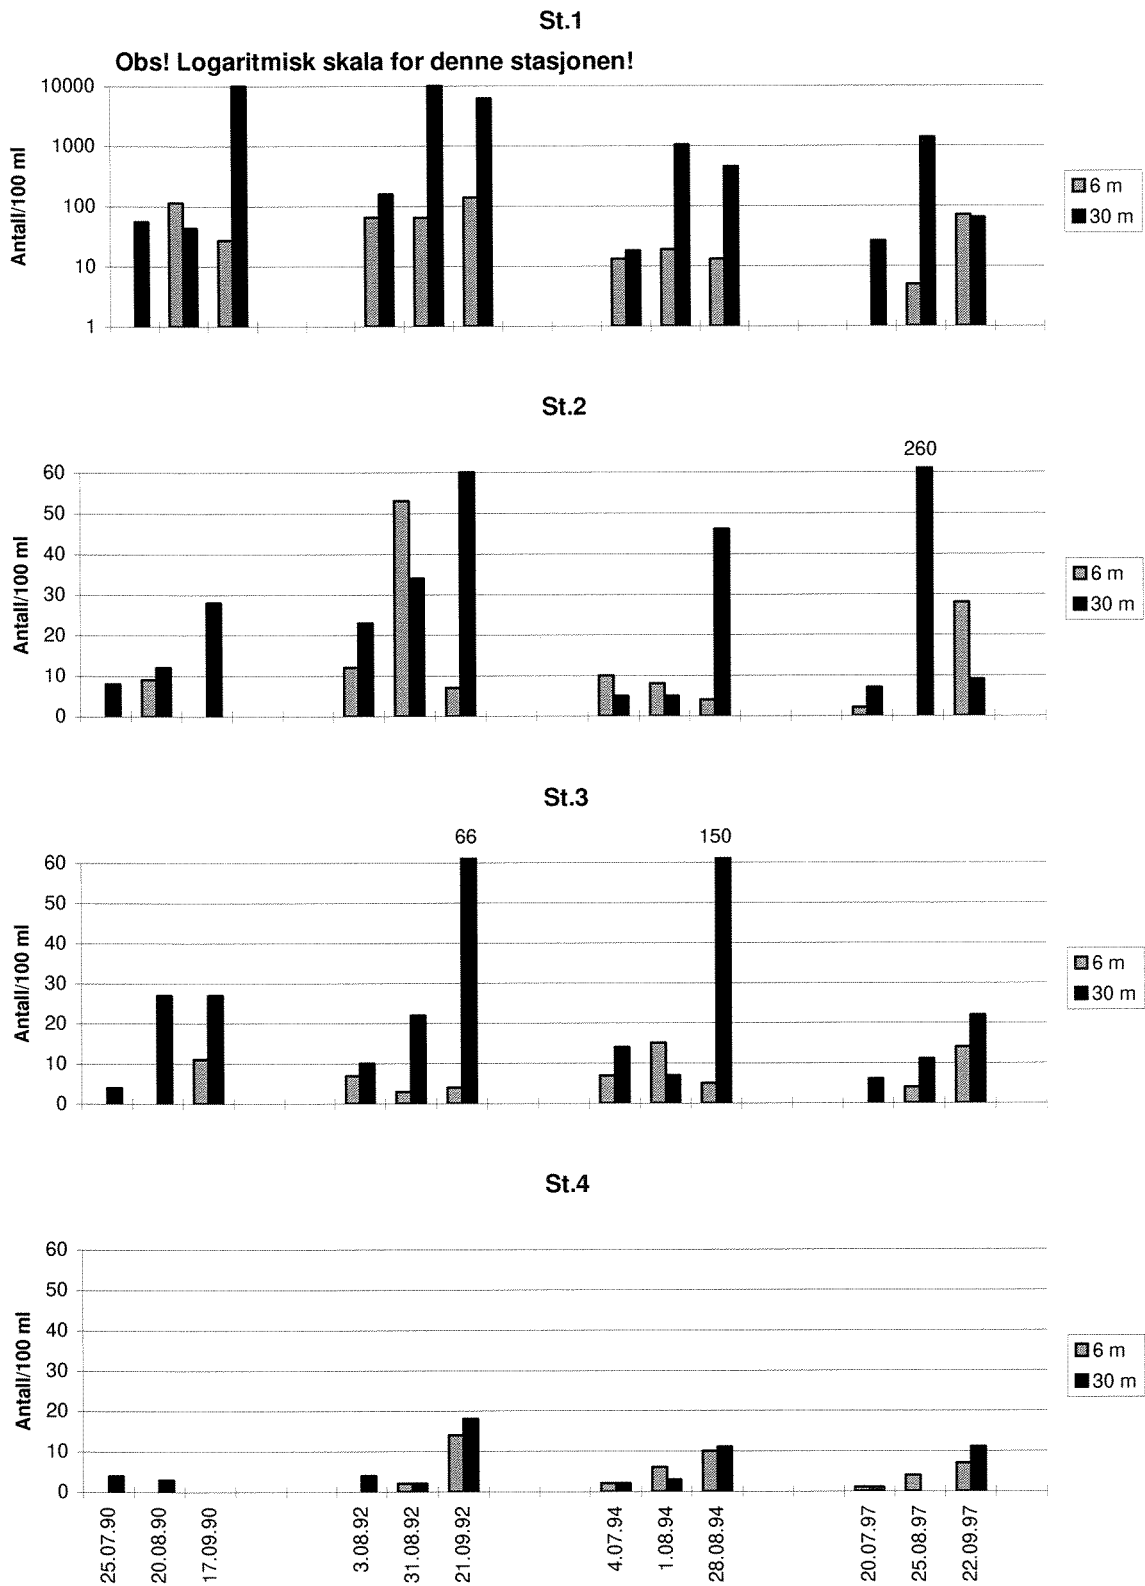 St.1
Obs! Logaritmisk skala for denne stasjonen!
10000
1000
100
10
1
Antall/100 ml
6 m
30 m
St.2
260
60
50
40
30
20
10
0
Antall/100 ml
6 m
30 m
St.3
66
150
60
50
40
30
20
10
0
Antall/100 ml
6 m
30 m
St.4
60
50
40
30
20
10
0
Antall/100 ml
6 m
30 m
25.07.90
20.08.90
17.09.90
3.08.92
31.08.92
21.09.92
4.07.94
1.08.94
28.08.94
20.07.97
25.08.97
22.09.97